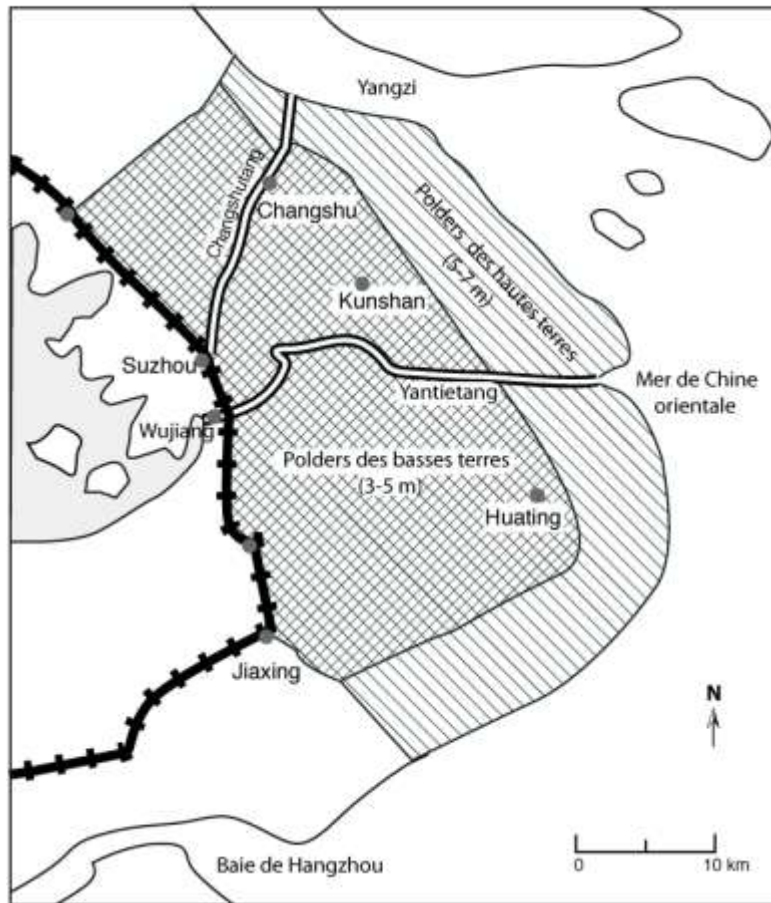 Yangzi
Changshutang
Changshu
Polders des hautes terres
(5-7 m)
Kunshan
Suzhou
Yantietang
Mer de Chine
orientale
Wujiang
Polders des basses terres
(3-5 m)
Huating
Jiaxing
N
0 10 km
Baie de Hangzhou